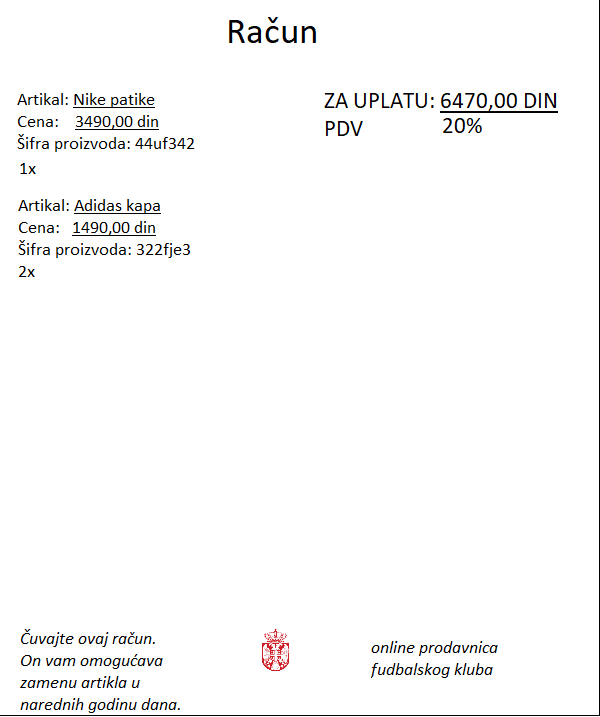 Račun
Artikal: Nike patike
Cena: 3490,00 din
Šifra proizvoda: 44uf342
1x
Artikal: Adidas kapa
Cena: 1490,00 din
Šifra proizvoda: 322fje3
2x
ZA UPLATU: 6470,00 DIN
PDV 20%
Čuvajte ovaj račun.
On vam omogućava
zamenu artikla u
narednih godinu dana.
online prodavnica
fudbalskog kluba